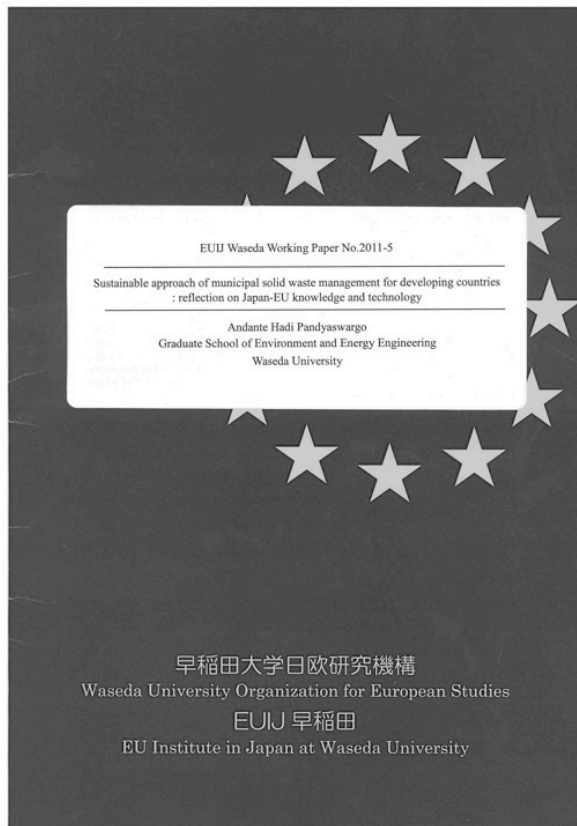 EUIJ Waseda Working Paper No.2011-5
Sustainable approach of municipal solid waste management for developing countries
: reflection on Japan-EU knowledge and technology
Andante Hadi Pandyaswargo
Graduate School of Environment and Energy Engineering
Waseda University
早稲田大学日欧研究機構
Waseda University Organization for European Studies
EUIJ 早稲田
EU Institute in Japan at Waseda University